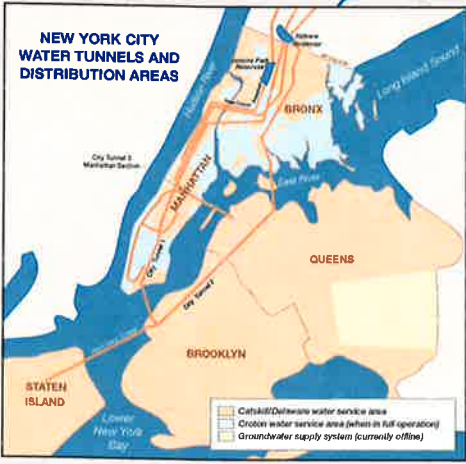 NEW YORK CITY
WATER TUNNELS AND
DISTRIBUTION AREAS
Hillview
Reservoir
Jerome Park
Reservoir
Hudson River
Long Island Sound
BRONX
City Tunnel 3
Manhattan Section
MANHATTAN
East River
City Tunnel 1
QUEENS
City Tunnel 2
BROOKLYN
STATEN
ISLAND
Lower
New York
Bay
Catskill/Delaware water service area
Croton water service area (when in full operation)
Groundwater supply system (currently offline)